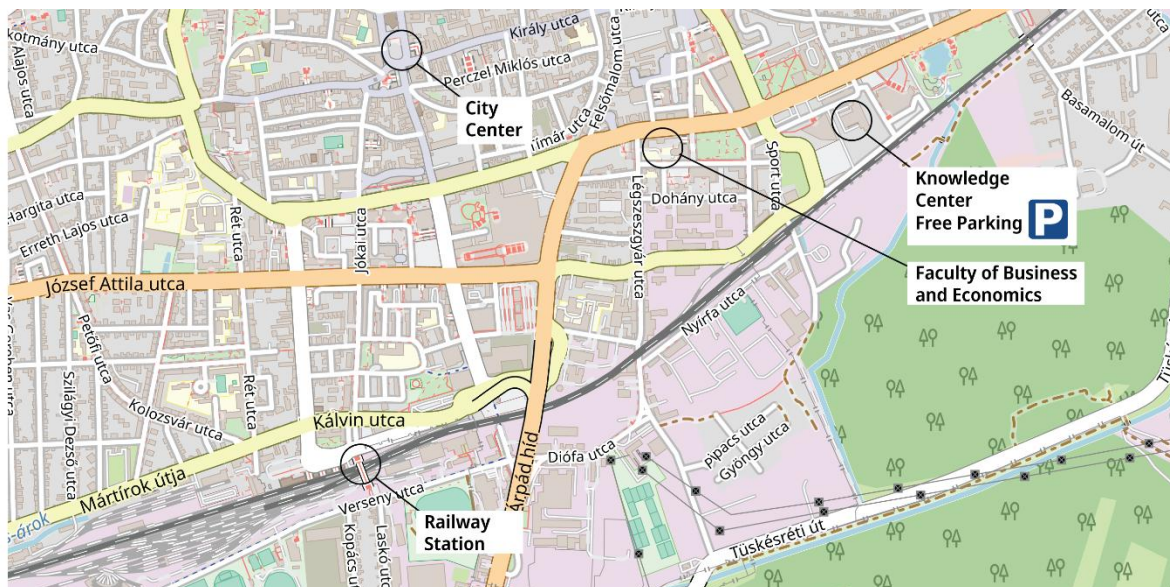 kotmány utca
Alajos utca
Király utca
Perczel Miklós utca
Felsőmalom utca
City
Center
Tímár utca
Basamalom út
Sport utca
Knowledge
Center
Free Parking P
Hargita utca
Erreth Lajos utca
Rét utca
Jókai utca
Légszeszgyár utca
Dohány utca
Faculty of Business
and Economics
József Attila utca
Nyírfa utca
Petőfi utca
Szilágyi Dezső utca
Kolozsvár utca
Rét utca
Kálvin utca
Árpád híd
Diófa utca
pipacs utca
Gyöngy utca
Mártírok útja
s-árok
Verseny utca
Railway
Station
Kopács u
Laskó ut
Tüskésréti út
Tüskés